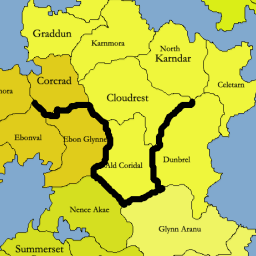 Graddun
Kammora
North
Karndar
Corcrad
Celetarn
mora
Cloudrest
Ebonval
Ebon Glynne
Ald Coridal
Dunbrel
Nence Akae
Glynn Aranu
Summerset